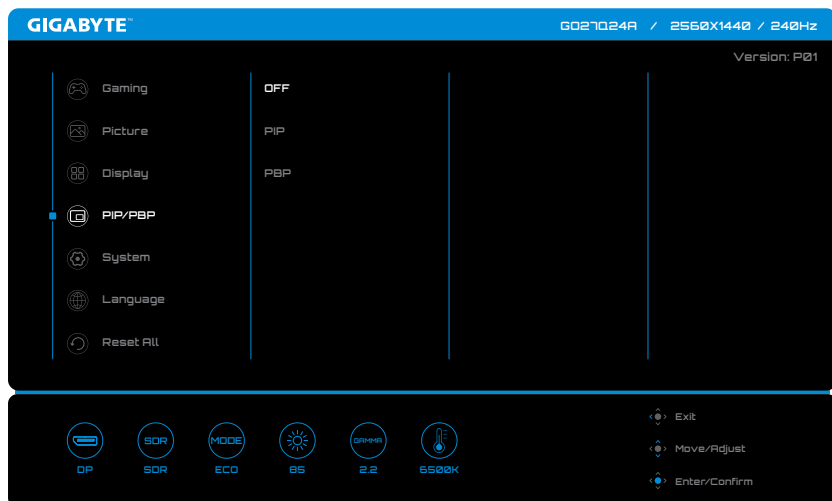 GIGABYTE™
GO27Q24A / 2560X1440 / 240Hz
Version: P01
Gaming
OFF
Picture
PIP
Display
PBP
PIP/PBP
System
Language
Reset All
SDR
MODE
GAMMA
DP
SDR
ECO
85
2.2
6500K
Exit
Move/Adjust
Enter/Confirm